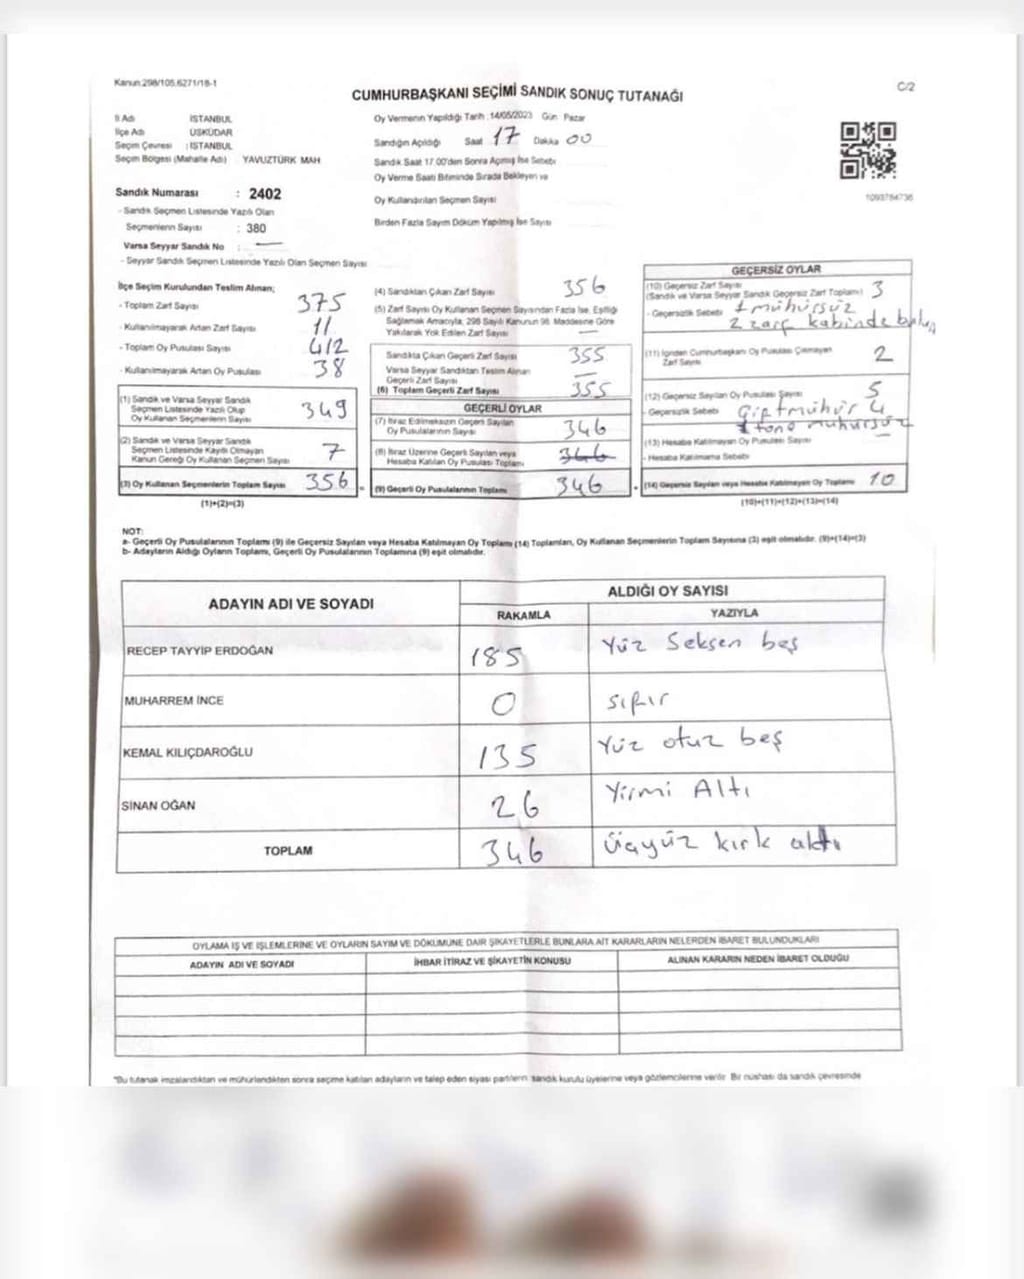 Kanun:298/105,6271/18-1
C/2
CUMHURBAŞKANI SEÇİMİ SANDIK SONUÇ TUTANAĞI
İl Adı İSTANBUL
İlçe Adı ÜSKÜDAR
Seçim Çevresi : İSTANBUL
Seçim Bölgesi (Mahalle Adı) YAVUZTÜRK MAH
Sandık Numarası : 2402
- Sandık Seçmen Listesinde Yazılı Olan
Seçmenlerin Sayısı : 380
Varsa Seyyar Sandık No : —
- Seyyar Sandık Seçmen Listesinde Yazılı Olan Seçmen Sayısı
Oy Vermenin Yapıldığı Tarih :14/05/2023 Gün Pazar
Sandığın Açıldığı Saat 17 Dakika 00
Sandık Saat 17.00'den Sonra Açılmış İse Sebebi
Oy Verme Saati Bitiminde Sırada Bekleyen ve
Oy Kullandırılan Seçmen Sayısı
Birden Fazla Sayım Döküm Yapılmış İse Sayısı
1093784736
İlçe Seçim Kurulundan Teslim Alınan;
- Toplam Zarf Sayısı 375
- Kullanılmayarak Artan Zarf Sayısı 11
- Toplam Oy Pusulası Sayısı 412
- Kullanılmayarak Artan Oy Pusulası 38
(1) Sandık ve Varsa Seyyar Sandık
Seçmen Listesinde Yazılı Olup
Oy Kullanan Seçmenlerin Sayısı 349
(2) Sandık ve Varsa Seyyar Sandık
Seçmen Listesinde Kayıtlı Olmayan
Kanun Gereği Oy Kullanan Seçmen Sayısı 7
(3) Oy Kullanan Seçmenlerin Toplam Sayısı 356
(1)+(2)=(3)
(4) Sandıktan Çıkan Zarf Sayısı 356
(5) Zarf Sayısı Oy Kullanan Seçmen Sayısından Fazla İse, Eşitliği
Sağlamak Amacıyla, 298 Sayılı Kanunun 98. Maddesine Göre
Yakılarak Yok Edilen Zarf Sayısı —
Sandıkta Çıkan Geçerli Zarf Sayısı 355
Varsa Seyyar Sandıktan Teslim Alınan
Geçerli Zarf Sayısı —
(6) Toplam Geçerli Zarf Sayısı 355
GEÇERLİ OYLAR
(7) İtiraz Edilmeksizin Geçerli Sayılan
Oy Pusulalarının Sayısı 346
(8) İtiraz Üzerine Geçerli Sayılan veya
Hesaba Katılan Oy Pusulası Toplamı 346
(9) Geçerli Oy Pusulalarının Toplamı 346
GEÇERSİZ OYLAR
(10) Geçersiz Zarf Sayısı
(Sandık ve Varsa Seyyar Sandık Geçersiz Zarf Toplamı) 3
- Geçersizlik Sebebi 1 mühürsüz
2 zarf kabinde
(11) İçinden Cumhurbaşkanı Oy Pusulası Çıkmayan
Zarf Sayısı 2
(12) Geçersiz Sayılan Oy Pusulası Sayısı 5
- Geçersizlik Sebebi Çift mühür 4
1 tane mühürsüz
(13) Hesaba Katılmayan Oy Pusulası Sayısı —
- Hesaba Katılmama Sebebi
(14) Geçersiz Sayılan veya Hesaba Katılmayan Oy Toplamı 10
(10)+(11)+(12)+(13)=(14)
NOT:
a- Geçerli Oy Pusulalarının Toplamı (9) ile Geçersiz Sayılan veya Hesaba Katılmayan Oy Toplamı (14) Toplamları, Oy Kullanan Seçmenlerin Toplam Sayısına (3) eşit olmalıdır. (9)+(14)=(3)
b- Adayların Aldığı Oyların Toplamı, Geçerli Oy Pusulalarının Toplamına (9) eşit olmalıdır.
ADAYIN ADI VE SOYADI ALDIĞI OY SAYISI
RAKAMLA YAZIYLA
RECEP TAYYİP ERDOĞAN 185 Yüz Seksen beş
MUHARREM İNCE 0 sıfır
KEMAL KILIÇDAROĞLU 135 Yüz otuz beş
SİNAN OĞAN 26 Yirmi Altı
TOPLAM 346 Üçyüz kırk altı
OYLAMA İŞ VE İŞLEMLERİNE VE OYLARIN SAYIM VE DÖKÜMÜNE DAİR ŞİKAYETLERLE BUNLARA AİT KARARLARIN NELERDEN İBARET BULUNDUKLARI
ADAYIN ADI VE SOYADI İHBAR İTİRAZ VE ŞİKAYETİN KONUSU ALINAN KARARIN NEDEN İBARET OLDUĞU
"Bu tutanak imzalandıktan ve mühürlendikten sonra seçime katılan adayların ve talep eden siyasi partilerin sandık kurulu üyelerine veya gözlemcilerine verilir. Bir nüshası da sandık çevresinde